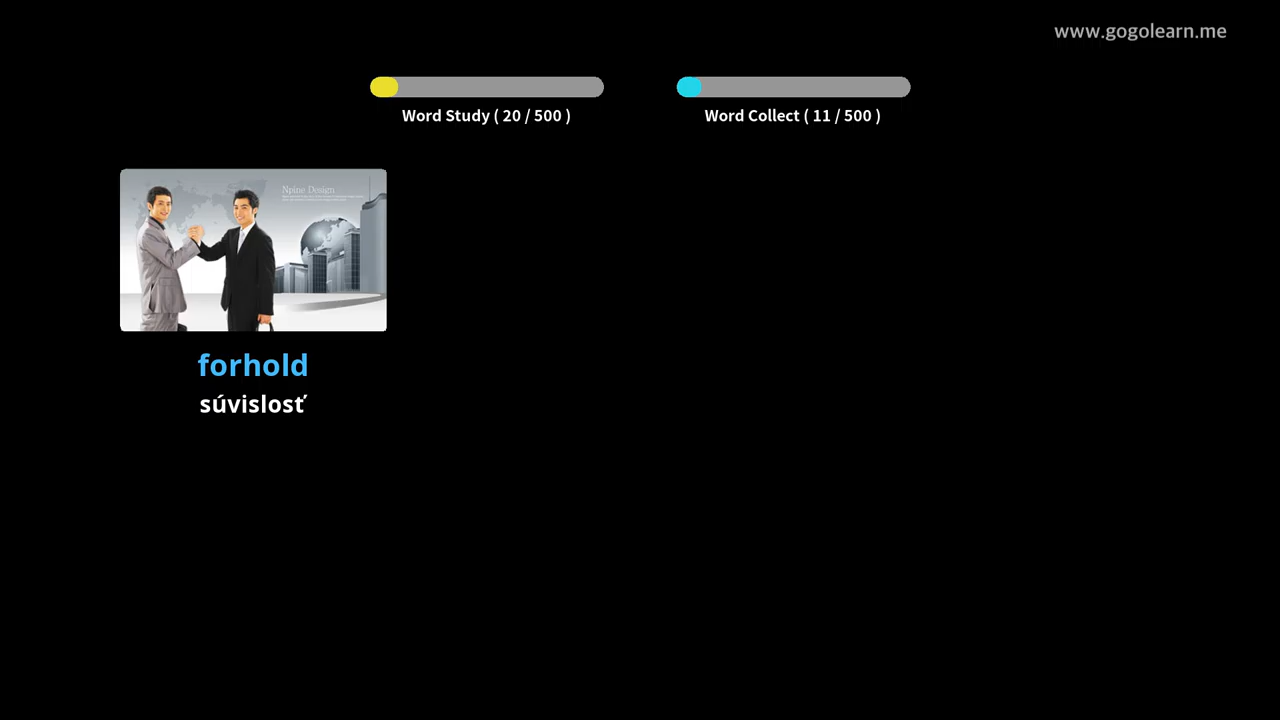 www.gogolearn.me
Word Study ( 20 / 500 )
Word Collect ( 11 / 500 )
Npine Design
forhold
súvislosť